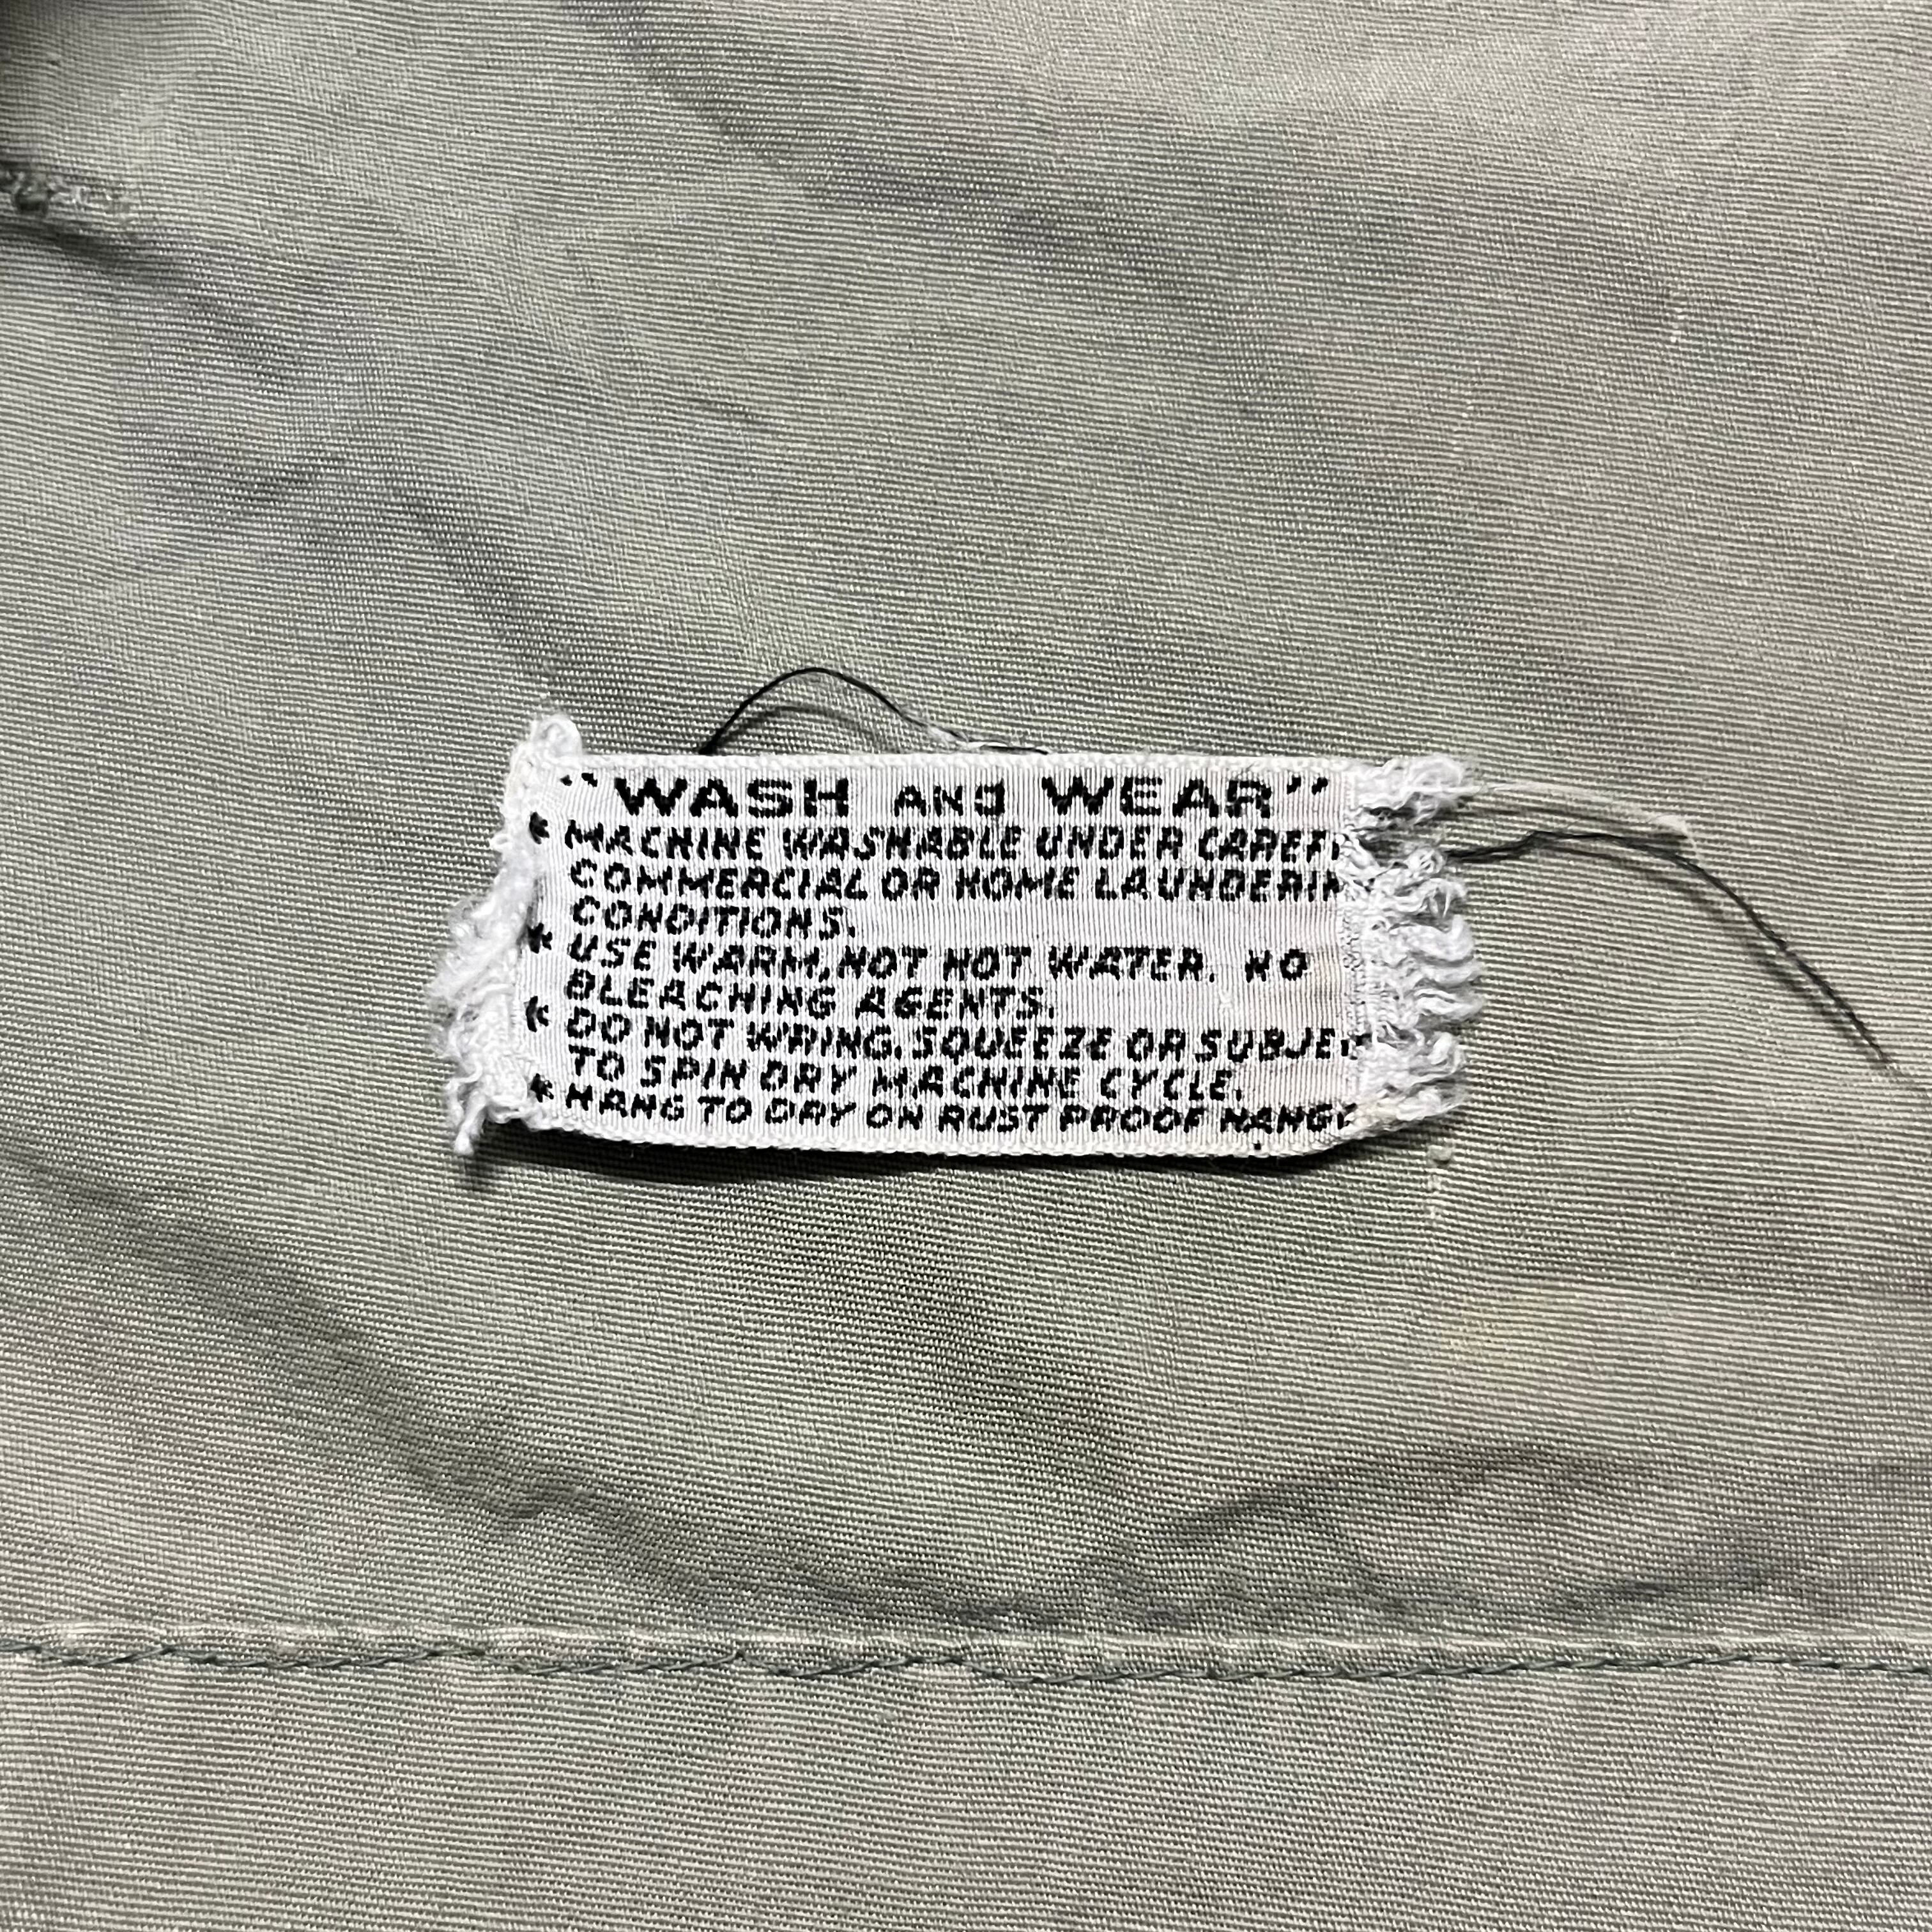 "WASH AND WEAR"
* MACHINE WASHABLE UNDER CAREF
COMMERCIAL OR HOME LAUNDERIN
CONDITIONS.
* USE WARM, NOT HOT WATER. NO
BLEACHING AGENTS.
* DO NOT WRING, SQUEEZE OR SUBJE
TO SPIN DRY MACHINE CYCLE.
* HANG TO DRY ON RUST PROOF HANG